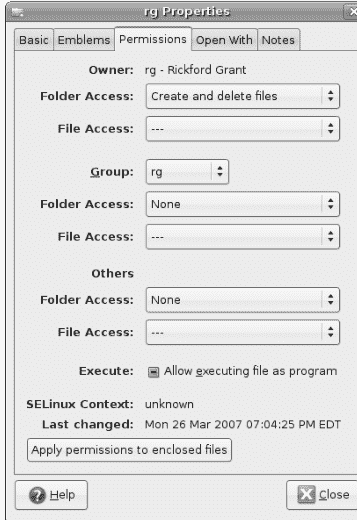 rg Properties
Basic Emblems Permissions Open With Notes
Owner: rg - Rickford Grant
Folder Access: Create and delete files
File Access: ---
Group: rg
Folder Access: None
File Access: ---
Others
Folder Access: None
File Access: ---
Execute: Allow executing file as program
SELinux Context: unknown
Last changed: Mon 26 Mar 2007 07:04:25 PM EDT
Apply permissions to enclosed files
Help Close